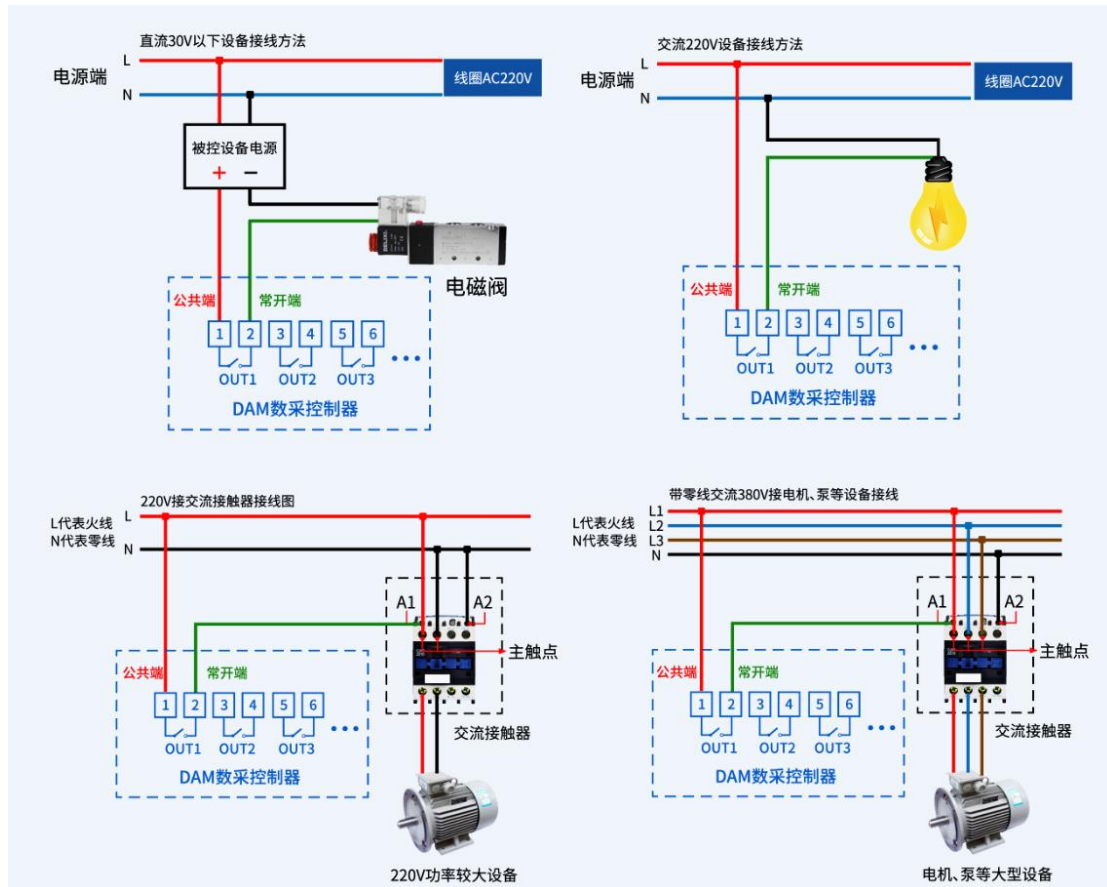 直流30V以下设备接线方法
L
电源端
线圈AC220V
N
被控设备电源
+ −
电磁阀
公共端 常开端
1 2 3 4 5 6
OUT1 OUT2 OUT3
DAM数采控制器
交流220V设备接线方法
L
电源端
线圈AC220V
N
公共端 常开端
1 2 3 4 5 6
OUT1 OUT2 OUT3
DAM数采控制器
220V接交流接触器接线图
L代表火线 L
N代表零线 N
A1 A2
主触点
公共端 常开端
1 2 3 4 5 6
OUT1 OUT2 OUT3
交流接触器
DAM数采控制器
220V功率较大设备
带零线交流380V接电机、泵等设备接线
L1
L代表火线 L2
N代表零线 L3
N
A1 A2
主触点
公共端 常开端
1 2 3 4 5 6
OUT1 OUT2 OUT3
交流接触器
DAM数采控制器
电机、泵等大型设备